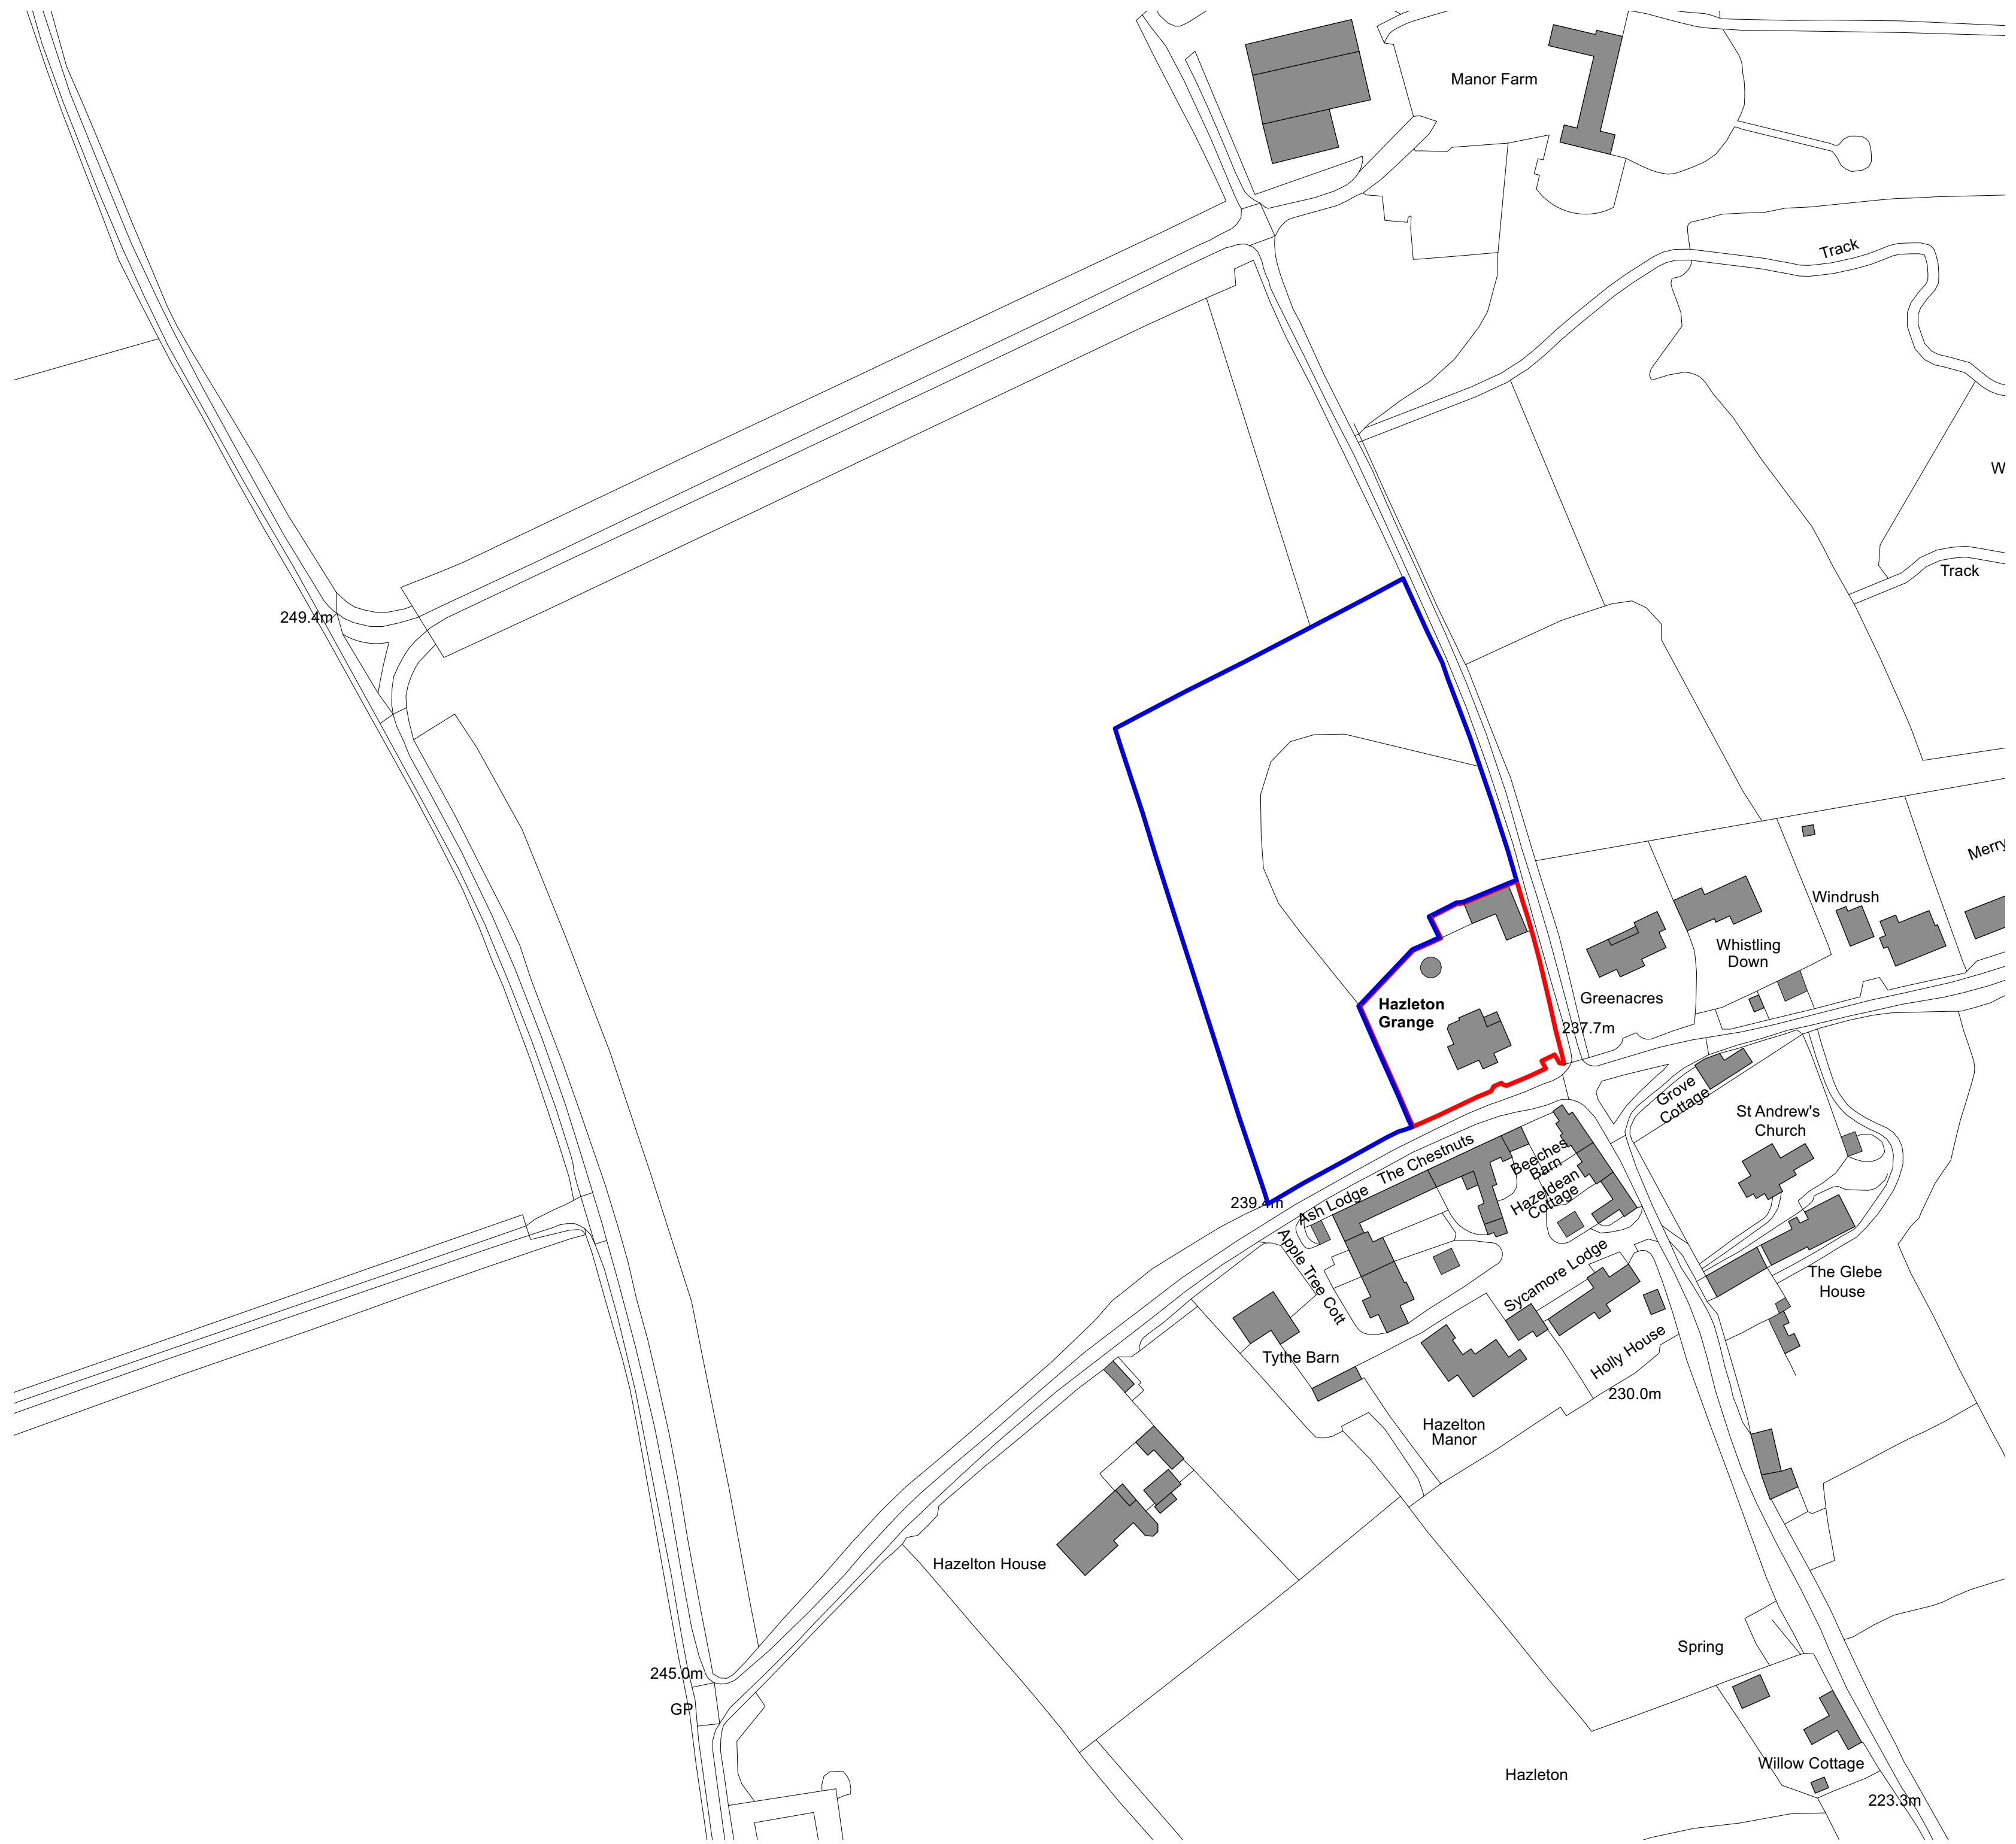 Manor Farm
Track
W
249.4m
Track
Merry
Windrush
Whistling
Down
Greenacres
Hazleton
Grange
237.7m
Grove
Cottage
St Andrew's
Church
The Chestnuts
Beeches
Barn
Hazeldean
Cottage
239.4m
Ash Lodge
Apple Tree Cott
Sycamore Lodge
The Glebe
House
Tythe Barn
Holly House
230.0m
Hazelton
Manor
Hazelton House
Spring
245.0m
GP
Willow Cottage
Hazleton
223.3m